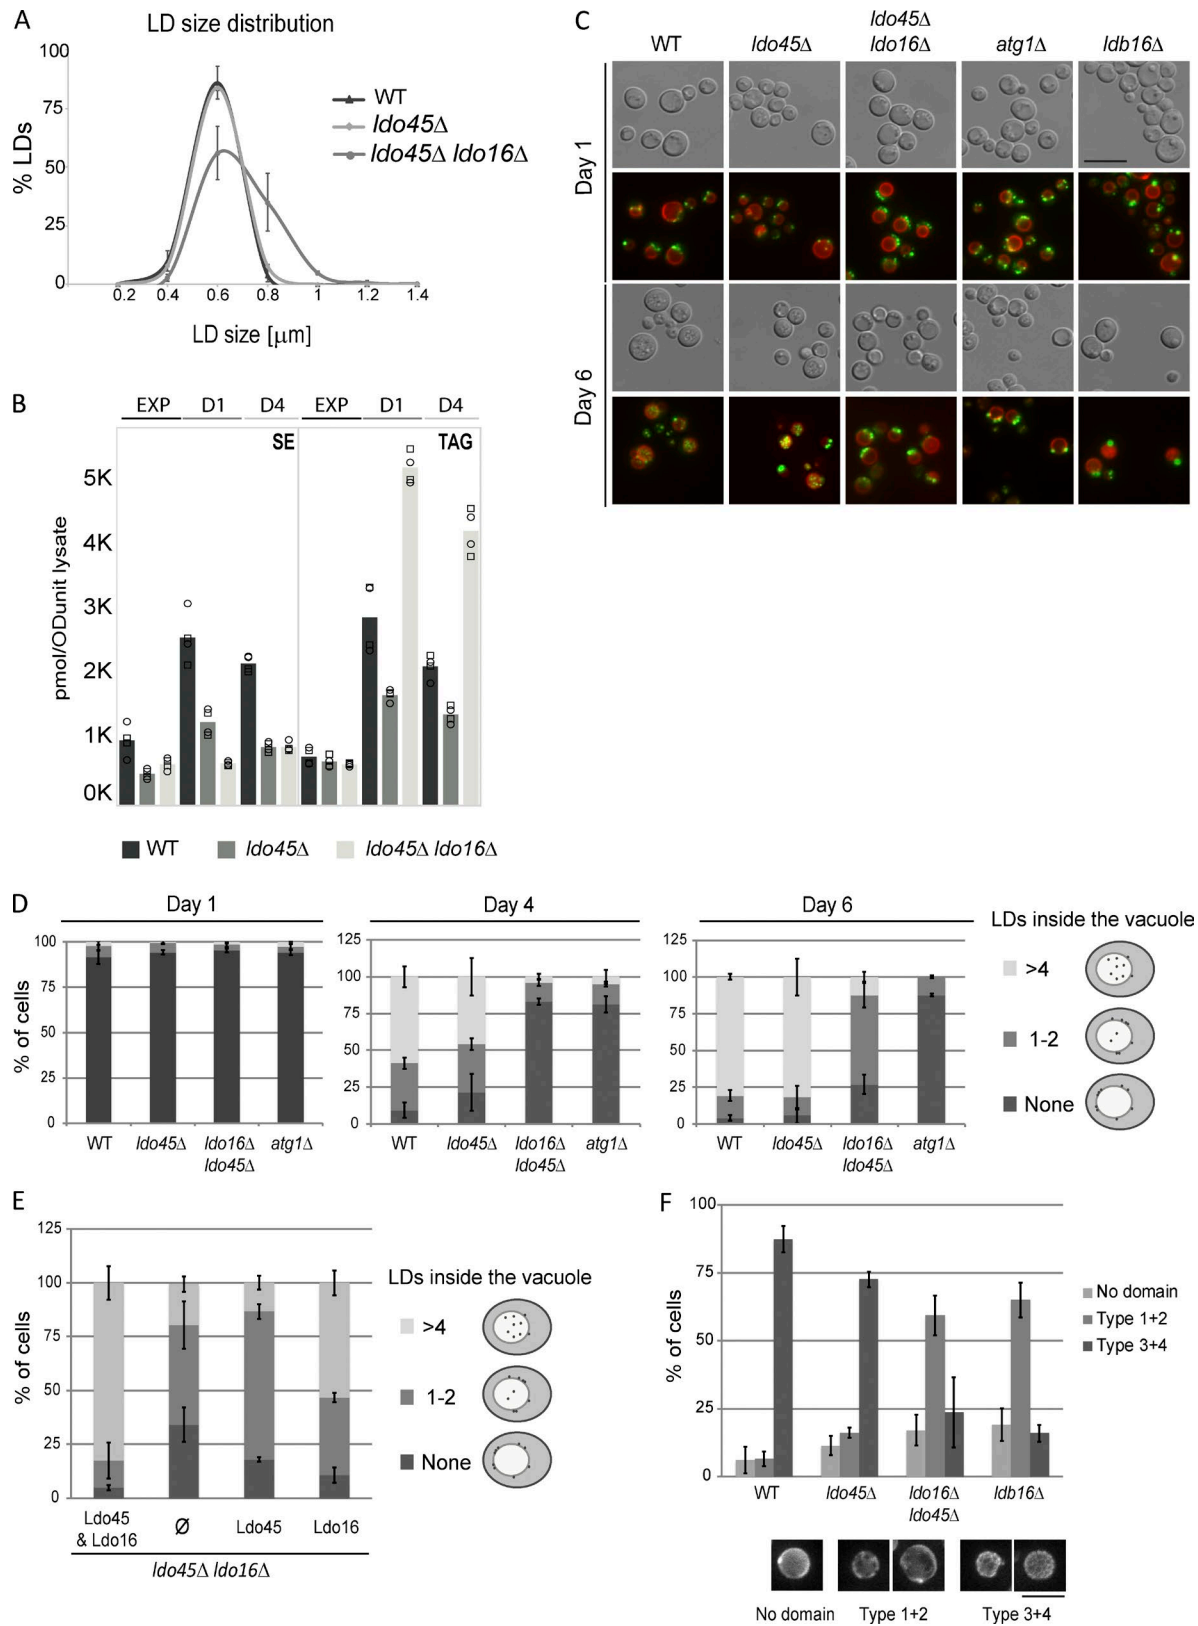 A
LD size distribution
100
75
50
25
0
% LDs
0.2 0.4 0.6 0.8 1 1.2 1.4
LD size [μm]
WT
ldo45Δ
ldo45Δ ldo16Δ
B
EXP D1 D4 EXP D1 D4
SE TAG
5K
4K
3K
2K
1K
0K
pmol/ODunit lysate
WT ldo45Δ ldo45Δ ldo16Δ
C
WT ldo45Δ ldo45Δ ldo16Δ atg1Δ ldb16Δ
Day 1
Day 6
D
Day 1
100
75
50
25
0
% of cells
WT ldo45Δ ldo16Δ atg1Δ
ldo45Δ
Day 4
125
100
75
50
25
0
WT ldo45Δ ldo16Δ atg1Δ
ldo45Δ
Day 6
125
100
75
50
25
0
WT ldo45Δ ldo16Δ atg1Δ
ldo45Δ
LDs inside the vacuole
>4
1-2
None
E
125
100
75
50
25
0
% of cells
Ldo45 Ø Ldo45 Ldo16
& Ldo16
ldo45Δ ldo16Δ
LDs inside the vacuole
>4
1-2
None
F
100
75
50
25
0
% of cells
WT ldo45Δ ldo16Δ ldb16Δ
ldo45Δ
No domain
Type 1+2
Type 3+4
No domain Type 1+2 Type 3+4